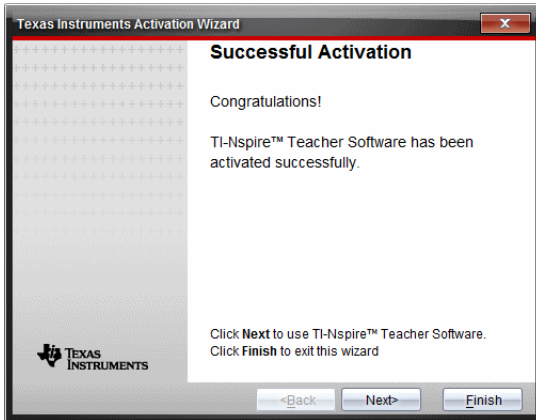 Texas Instruments Activation Wizard
Successful Activation
Congratulations!
TI-Nspire™ Teacher Software has been
activated successfully.
Click Next to use TI-Nspire™ Teacher Software.
Click Finish to exit this wizard
TEXAS
INSTRUMENTS
<Back Next> Finish